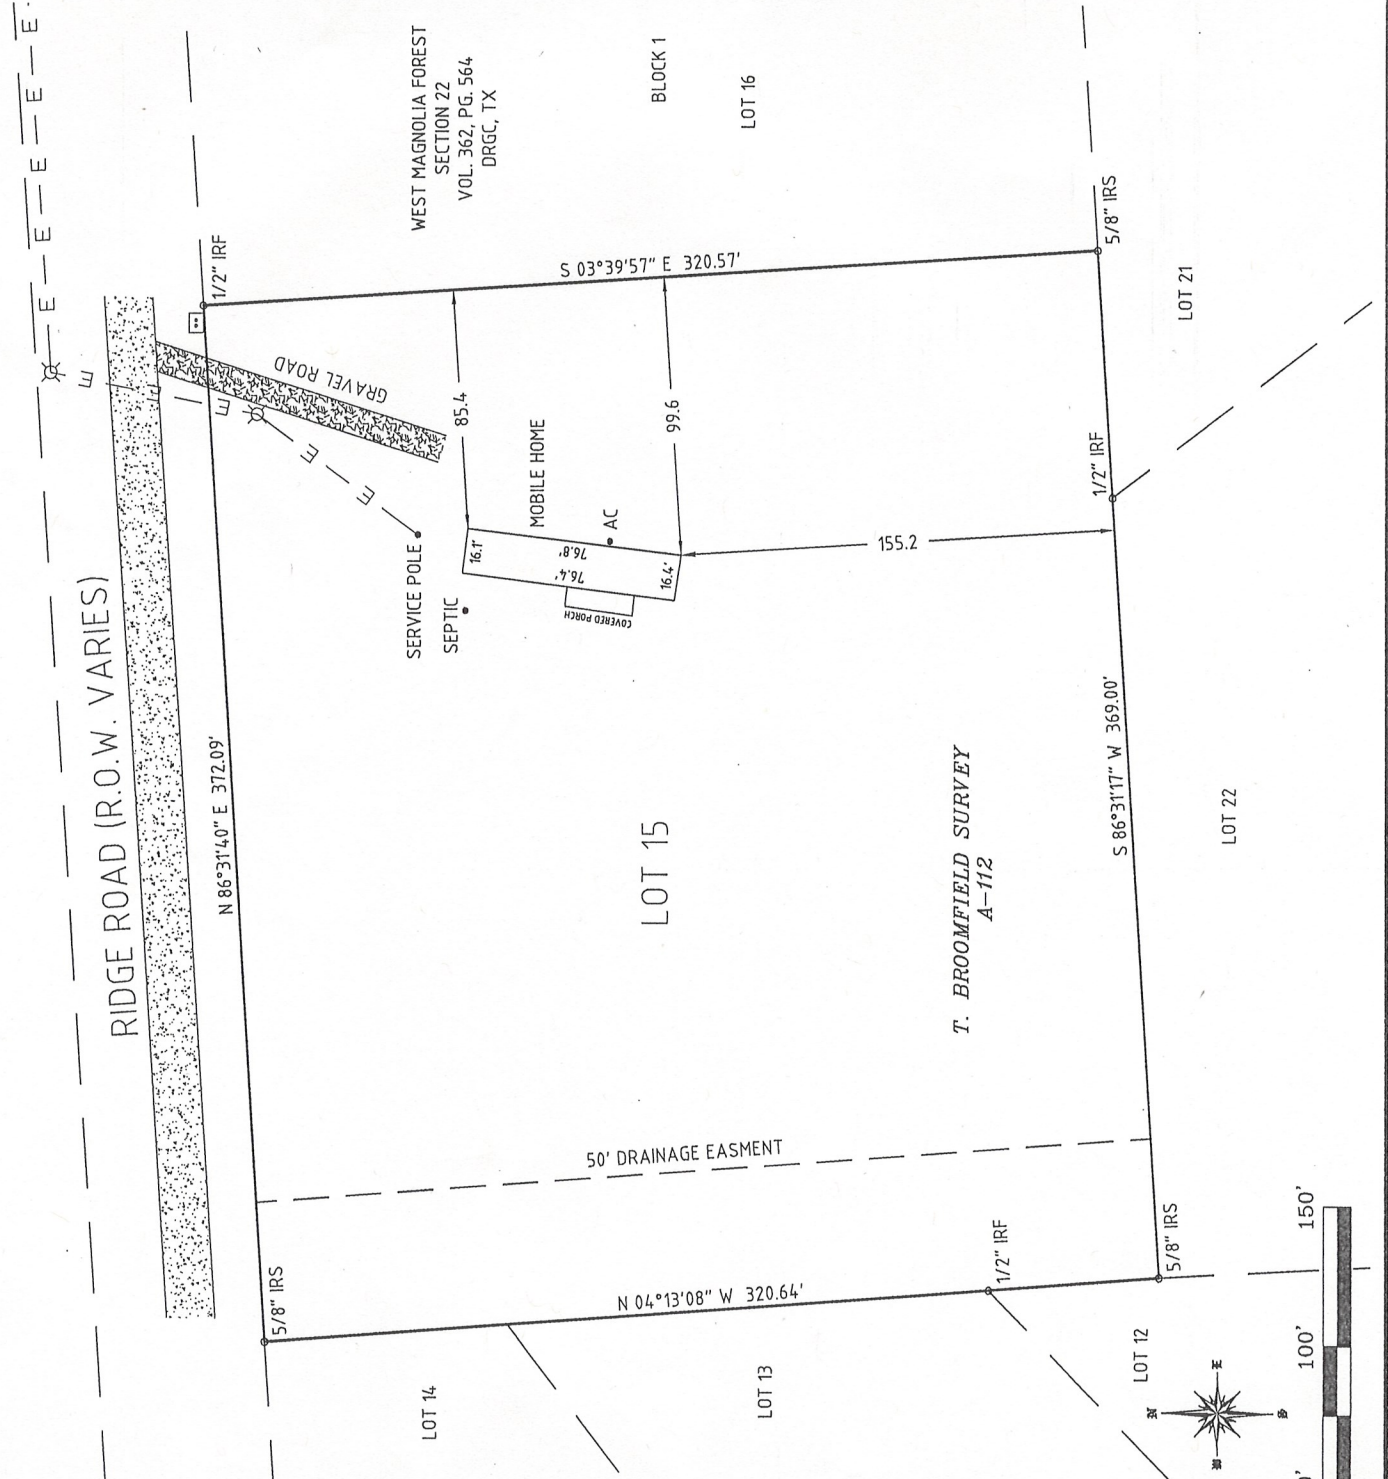 E E E E E
RIDGE ROAD (R.O.W. VARIES)
WEST MAGNOLIA FOREST
SECTION 22
VOL. 362, PG. 564
DRGC, TX
BLOCK 1
LOT 16
1/2" IRF
S 03°39'57" E 320.57'
5/8" IRS
GRAVEL ROAD
E
E
E
E
85.4
99.6
MOBILE HOME
AC
16.1'
76.8'
76.4'
16.4'
COVERED PORCH
SERVICE POLE
SEPTIC
155.2
1/2" IRF
LOT 21
N 86°31'40" E 372.09'
LOT 15
T. BROOMFIELD SURVEY
A-112
S 86°31'17" W 369.00'
LOT 22
50' DRAINAGE EASMENT
5/8" IRS
N 04°13'08" W 320.64'
1/2" IRF
5/8" IRS
LOT 14
LOT 13
LOT 12
N
E
S
W
100'
150'